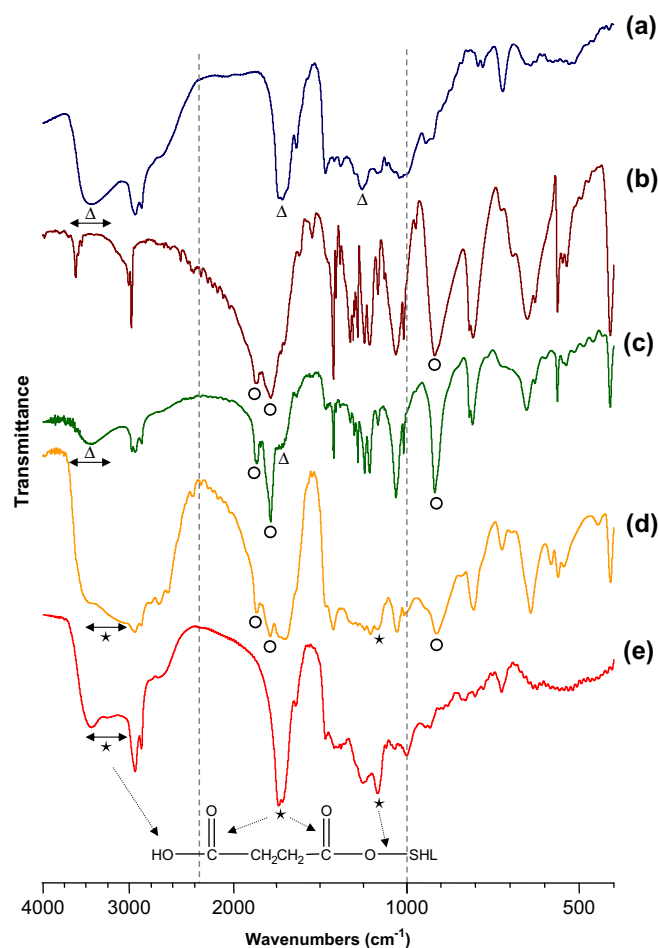 (a)
Δ
Δ
Δ
(b)
(c)
Δ
Δ
(d)
★
★
(e)
★
★
★
O O
HO—C—CH₂CH₂—C—O—SHL
4000 3000 2000 1000 500
Wavenumbers (cm⁻¹)
Transmittance